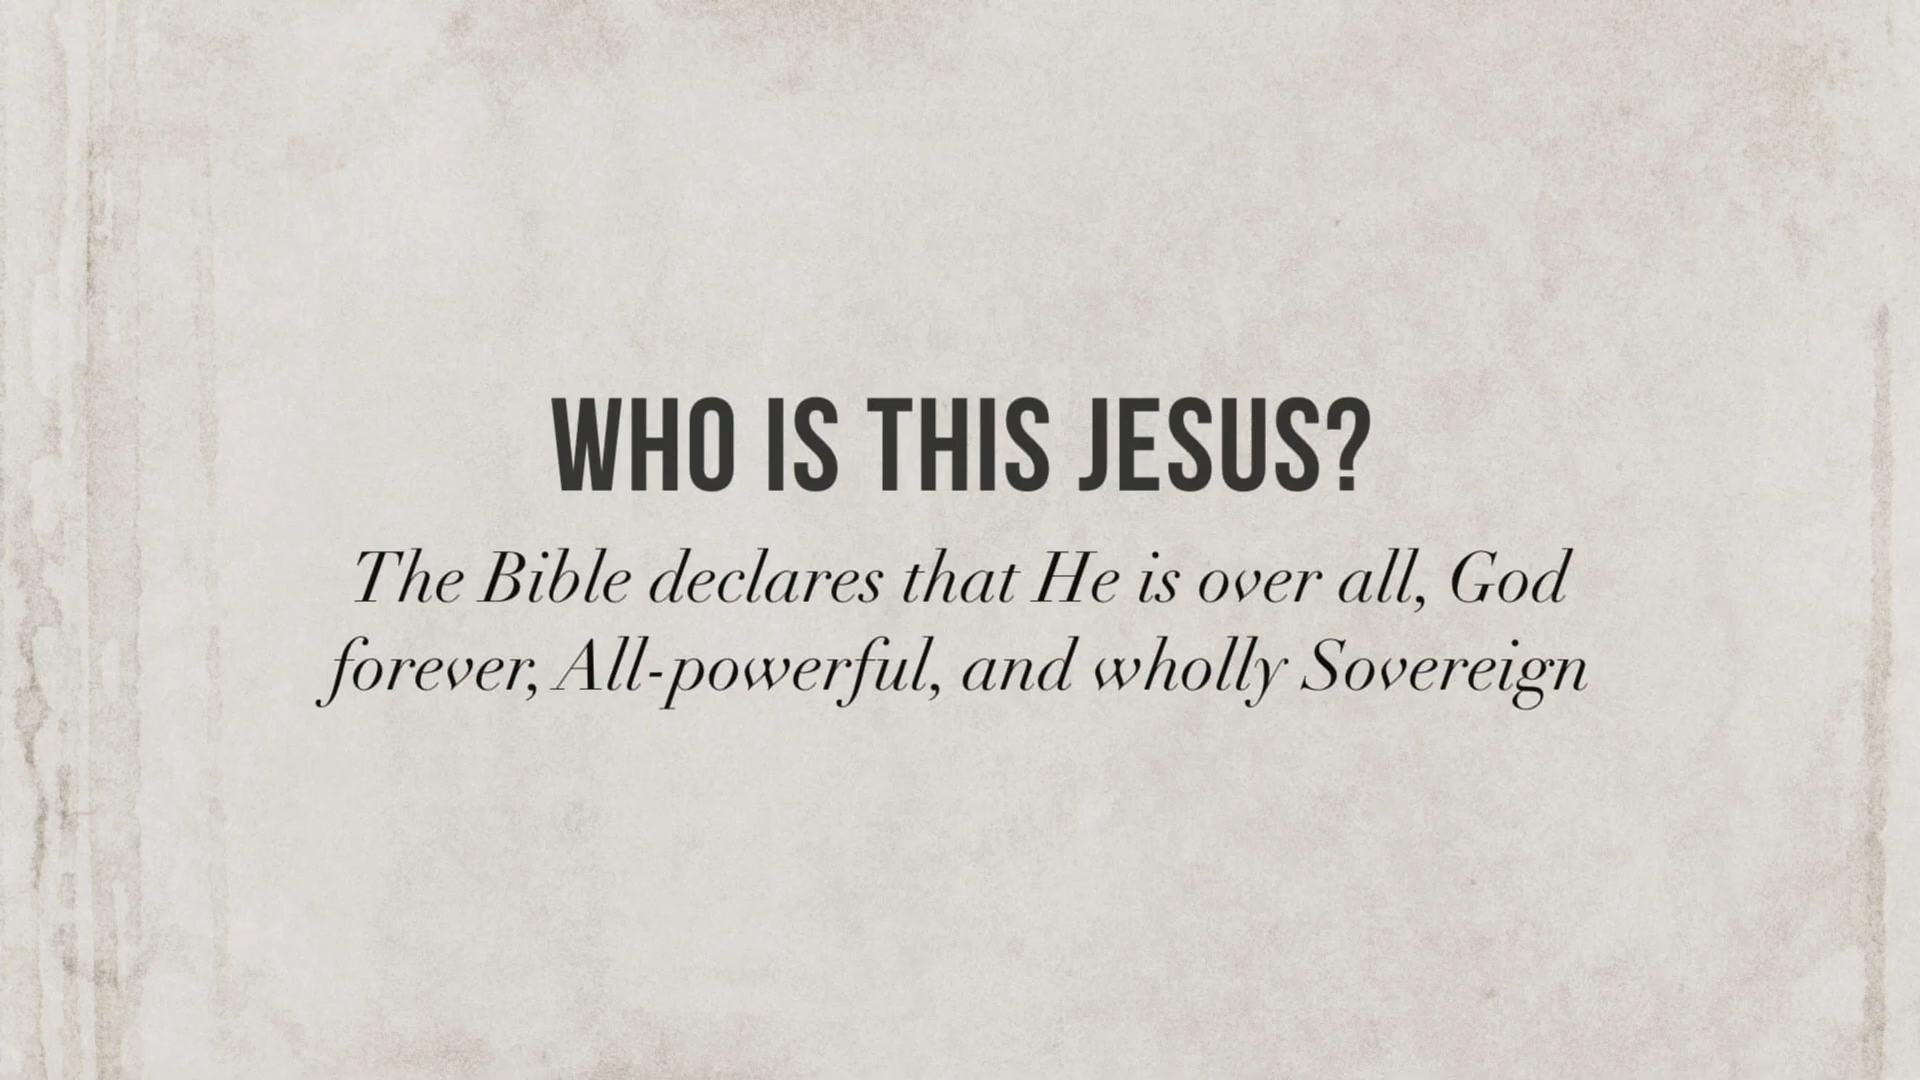 WHO IS THIS JESUS?
The Bible declares that He is over all, God
forever, All-powerful, and wholly Sovereign